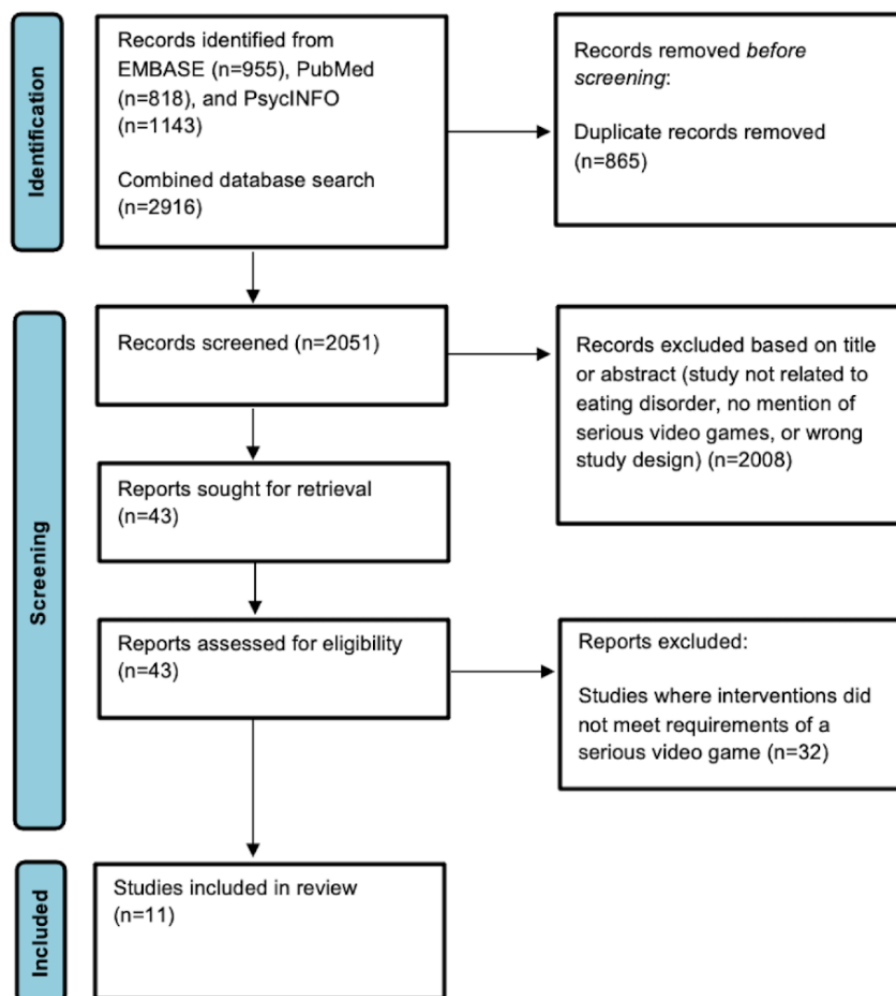 Identification
Records identified from
EMBASE (n=955), PubMed
(n=818), and PsycINFO
(n=1143)
Combined database search
(n=2916)
Records removed before
screening:
Duplicate records removed
(n=865)
Screening
Records screened (n=2051)
Records excluded based on title
or abstract (study not related to
eating disorder, no mention of
serious video games, or wrong
study design) (n=2008)
Reports sought for retrieval
(n=43)
Reports assessed for eligibility
(n=43)
Reports excluded:
Studies where interventions did
not meet requirements of a
serious video game (n=32)
Included
Studies included in review
(n=11)